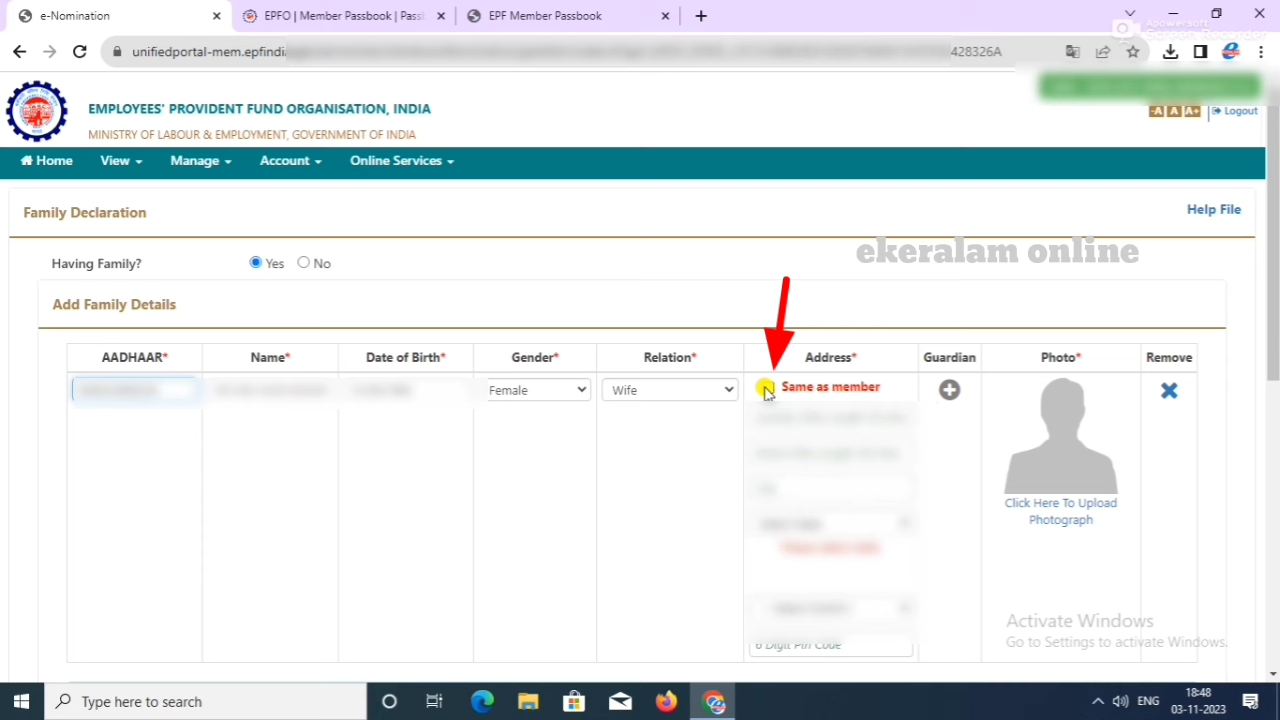 e-Nomination
EPFO | Member Passbook | Pass
EPF Member Passbook
Apowersoft
Screen Recorder
unifiedportal-mem.epfindia
428326A
EMPLOYEES' PROVIDENT FUND ORGANISATION, INDIA
MINISTRY OF LABOUR & EMPLOYMENT, GOVERNMENT OF INDIA
-A A A+ Logout
Home View Manage Account Online Services
Family Declaration
Help File
ekeralam online
Having Family? Yes No
Add Family Details
AADHAAR* Name* Date of Birth* Gender* Relation* Address* Guardian Photo* Remove
Female Wife Same as member
Click Here To Upload
Photograph
6 Digit Pin Code
Activate Windows
Go to Settings to activate Windows.
Type here to search
ENG
18:48
03-11-2023